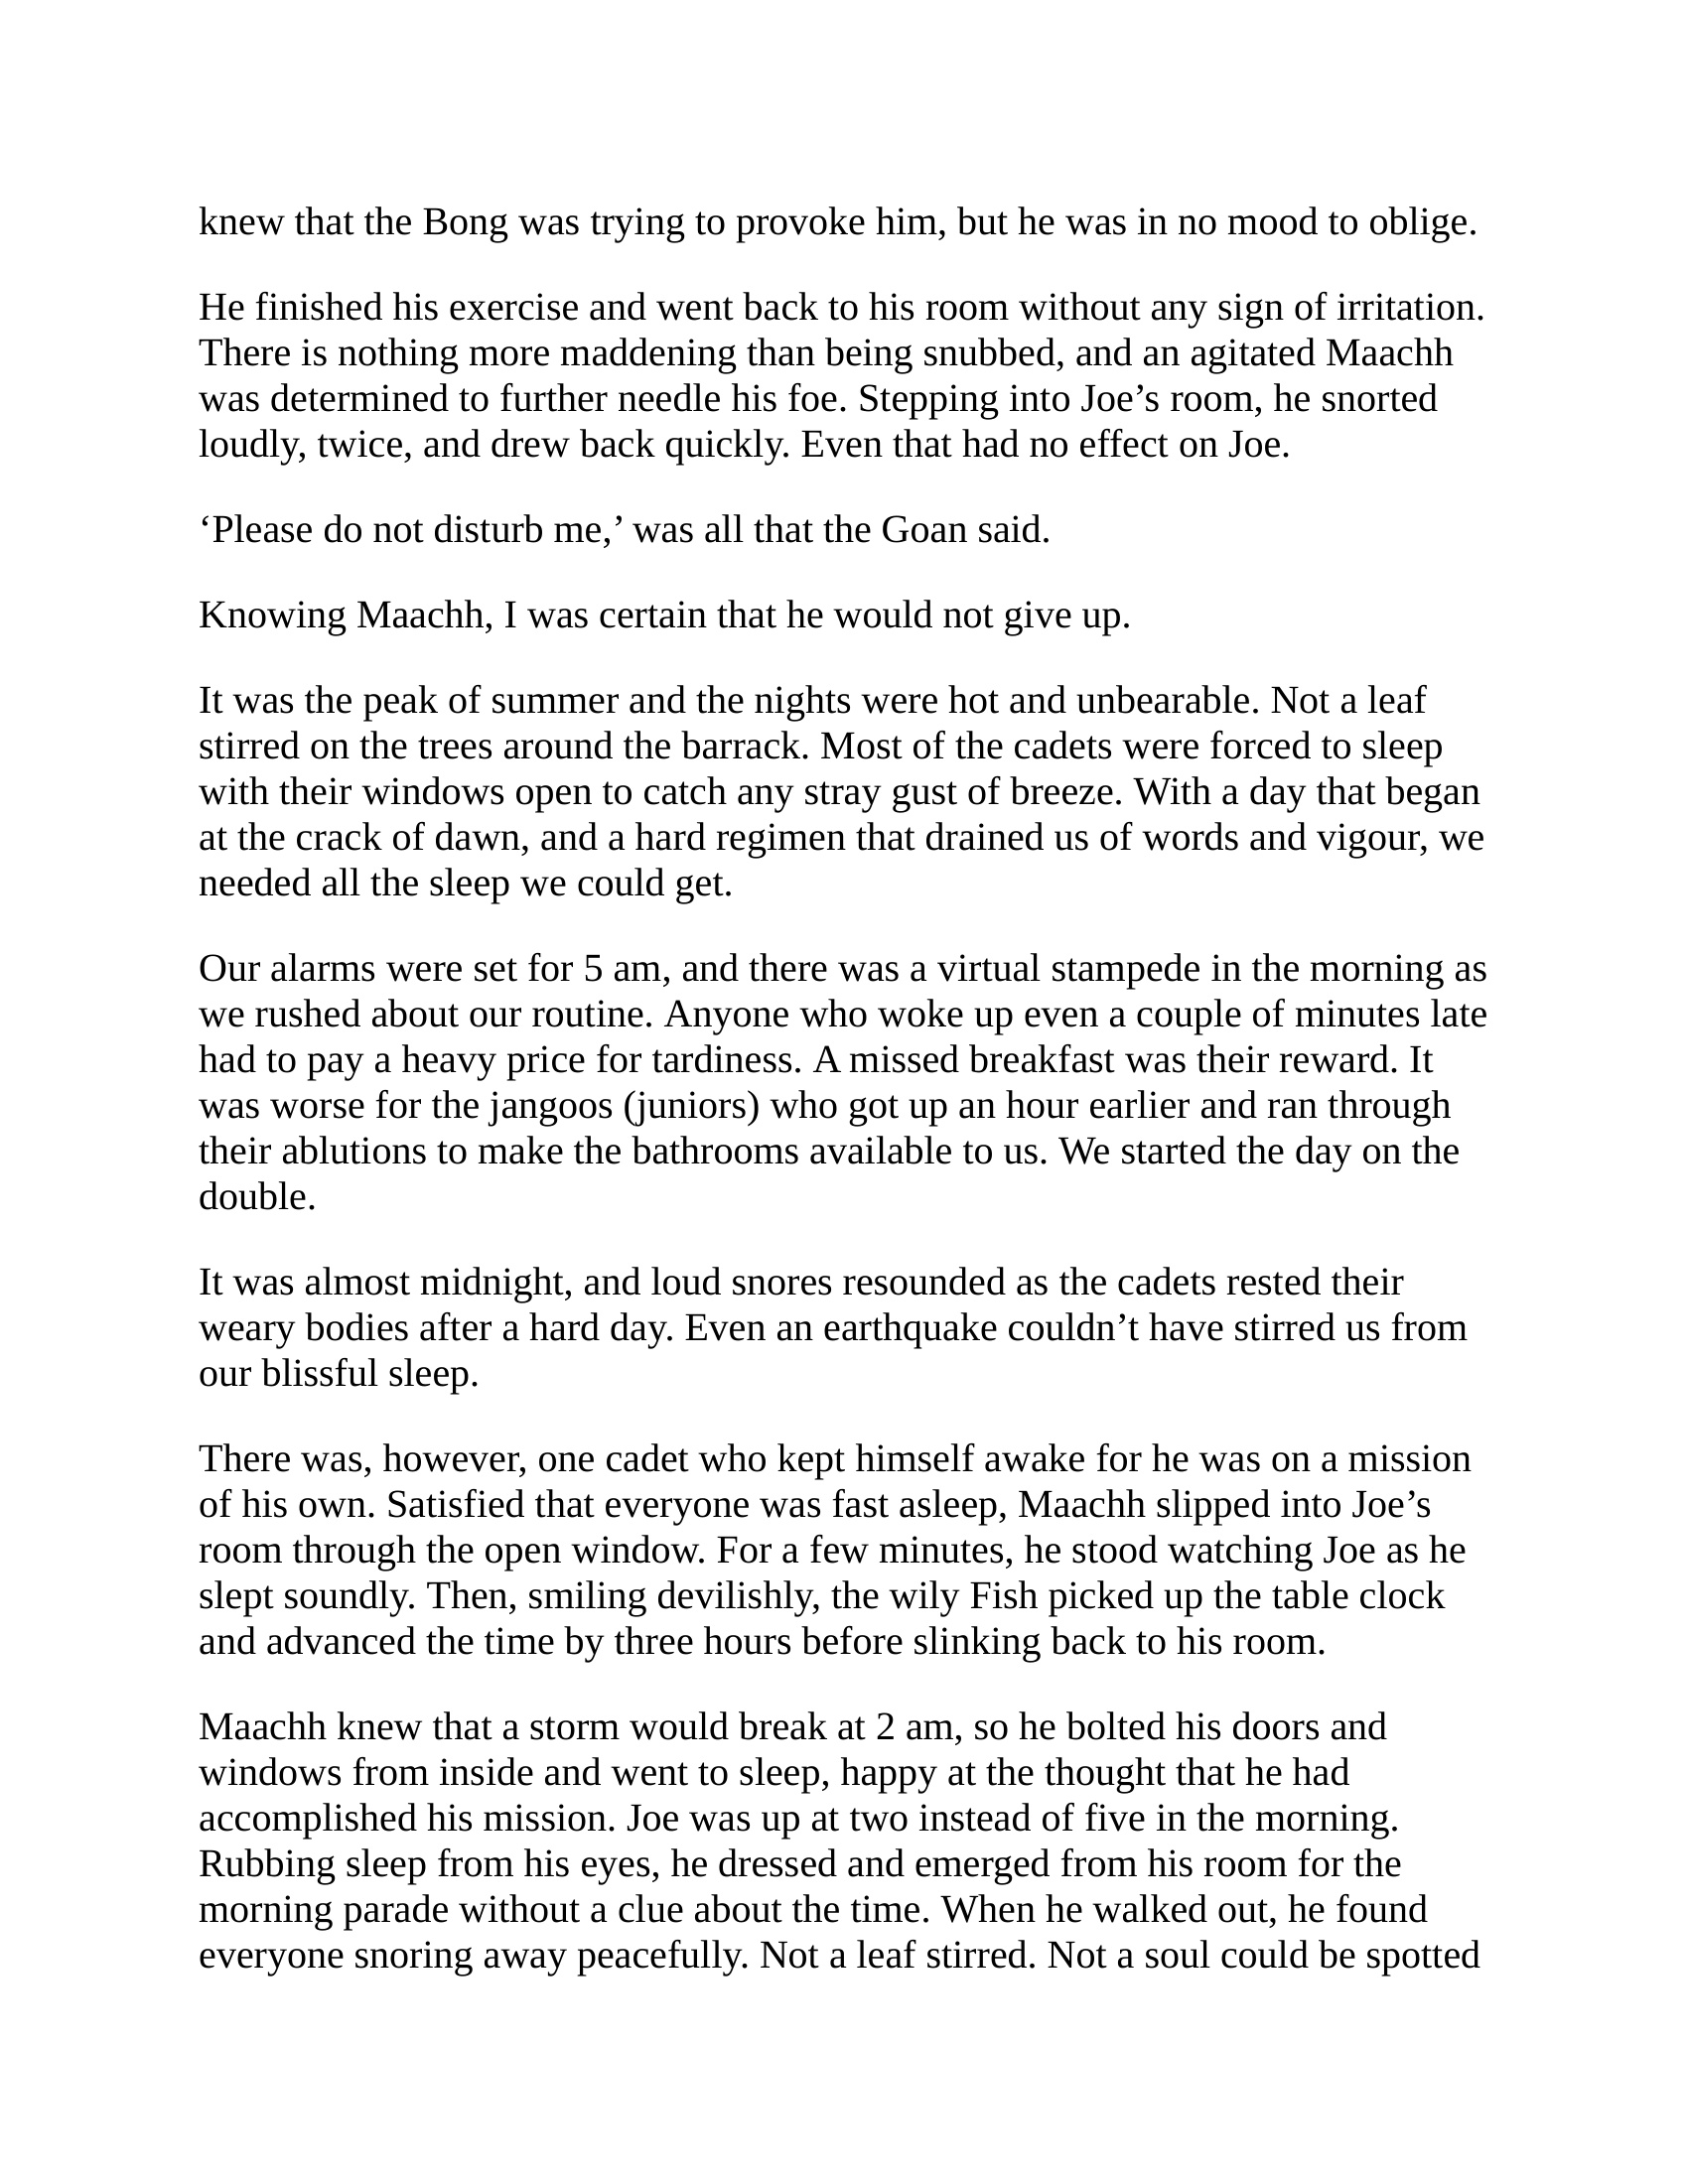 knew that the Bong was trying to provoke him, but he was in no mood to oblige.
He finished his exercise and went back to his room without any sign of irritation.
There is nothing more maddening than being snubbed, and an agitated Maachh
was determined to further needle his foe. Stepping into Joe’s room, he snorted
loudly, twice, and drew back quickly. Even that had no effect on Joe.
‘Please do not disturb me,’ was all that the Goan said.
Knowing Maachh, I was certain that he would not give up.
It was the peak of summer and the nights were hot and unbearable. Not a leaf
stirred on the trees around the barrack. Most of the cadets were forced to sleep
with their windows open to catch any stray gust of breeze. With a day that began
at the crack of dawn, and a hard regimen that drained us of words and vigour, we
needed all the sleep we could get.
Our alarms were set for 5 am, and there was a virtual stampede in the morning as
we rushed about our routine. Anyone who woke up even a couple of minutes late
had to pay a heavy price for tardiness. A missed breakfast was their reward. It
was worse for the jangoos (juniors) who got up an hour earlier and ran through
their ablutions to make the bathrooms available to us. We started the day on the
double.
It was almost midnight, and loud snores resounded as the cadets rested their
weary bodies after a hard day. Even an earthquake couldn’t have stirred us from
our blissful sleep.
There was, however, one cadet who kept himself awake for he was on a mission
of his own. Satisfied that everyone was fast asleep, Maachh slipped into Joe’s
room through the open window. For a few minutes, he stood watching Joe as he
slept soundly. Then, smiling devilishly, the wily Fish picked up the table clock
and advanced the time by three hours before slinking back to his room.
Maachh knew that a storm would break at 2 am, so he bolted his doors and
windows from inside and went to sleep, happy at the thought that he had
accomplished his mission. Joe was up at two instead of five in the morning.
Rubbing sleep from his eyes, he dressed and emerged from his room for the
morning parade without a clue about the time. When he walked out, he found
everyone snoring away peacefully. Not a leaf stirred. Not a soul could be spotted